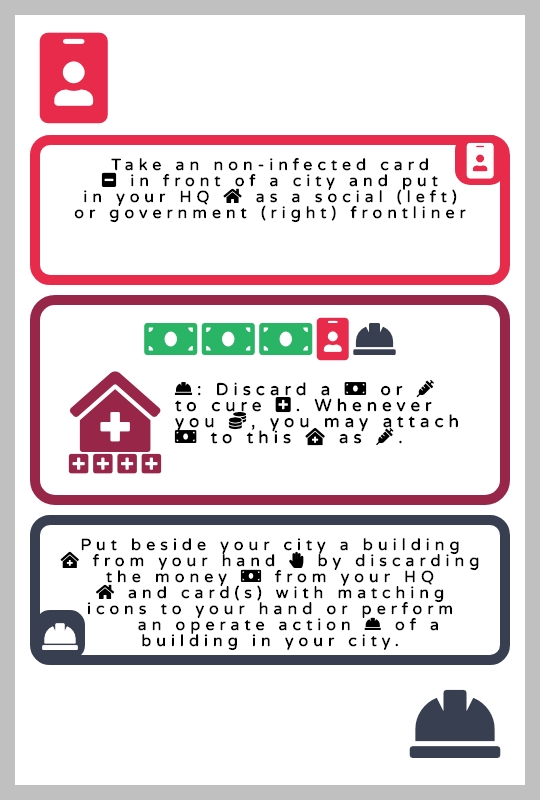 Take an non-infected card
in front of a city and put
in your HQ as a social (left)
or government (right) frontliner
: Discard a or
to cure . Whenever
you , you may attach
to this as .
Put beside your city a building
from your hand by discarding
the money from your HQ
and card(s) with matching
icons to your hand or perform
an operate action of a
building in your city.